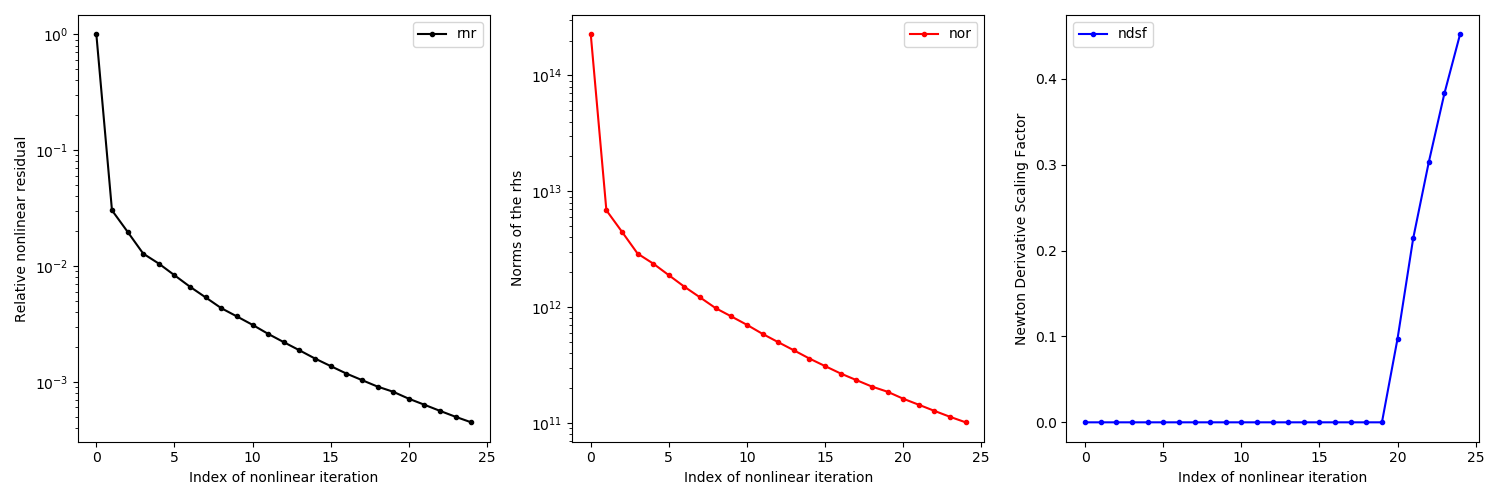 Relative nonlinear residual
10⁰
10⁻¹
10⁻²
10⁻³
0 5 10 15 20 25
Index of nonlinear iteration
rnr
Norms of the rhs
10¹⁴
10¹³
10¹²
10¹¹
0 5 10 15 20 25
Index of nonlinear iteration
nor
Newton Derivative Scaling Factor
0.4
0.3
0.2
0.1
0.0
0 5 10 15 20 25
Index of nonlinear iteration
ndsf